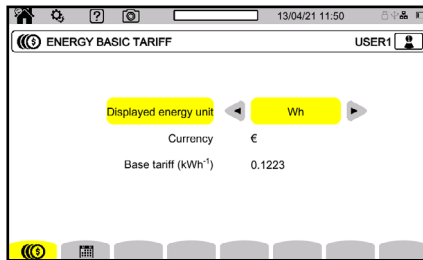 13/04/21 11:50
($) ENERGY BASIC TARIFF
USER1
Displayed energy unit
Wh
Currency
€
Base tariff (kWh⁻¹)
0.1223
($)